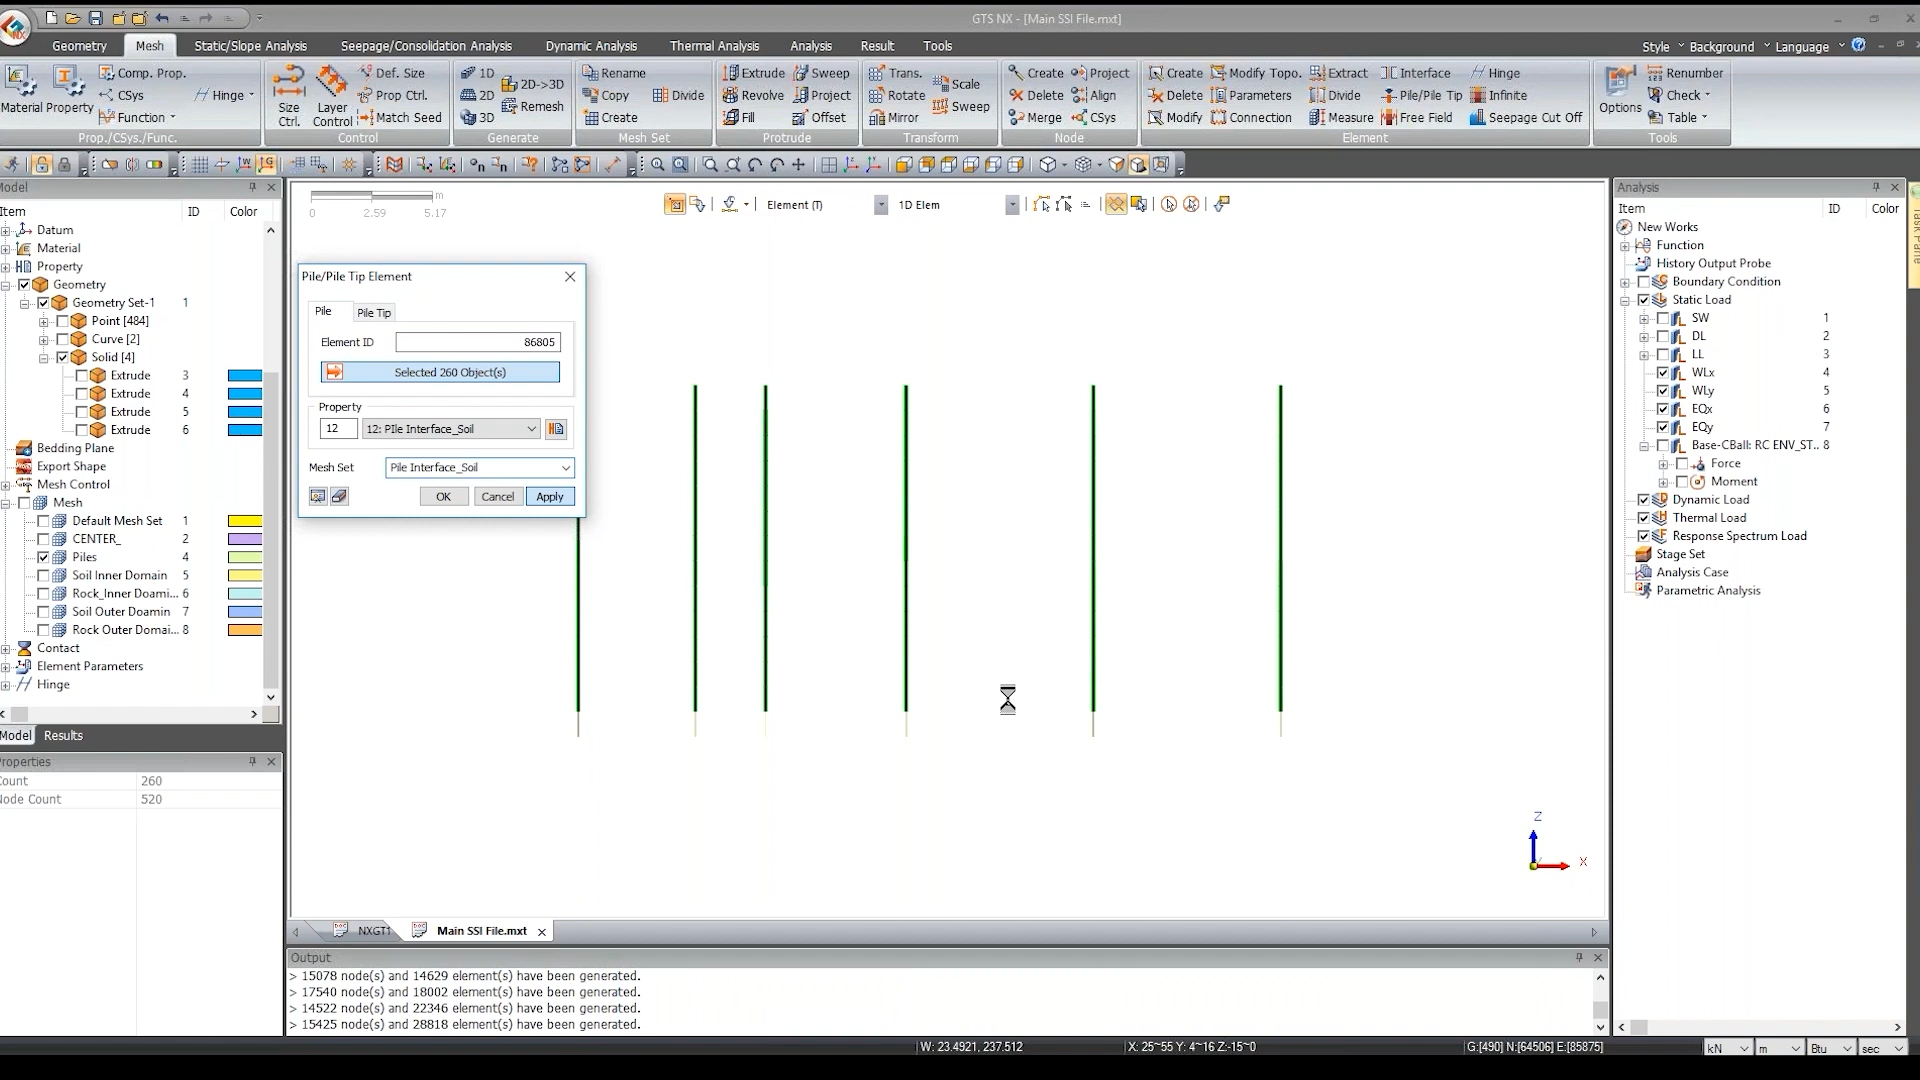 GTS NX - [Main SSI File.mxt]
Geometry Mesh Static/Slope Analysis Seepage/Consolidation Analysis Dynamic Analysis Thermal Analysis Analysis Result Tools
Style Background Language
Material Property Comp. Prop. CSys Function Hinge
Prop./CSys./Func.
Size Ctrl. Layer Control Def. Size Prop Ctrl. Match Seed
Control
1D 2D 3D 2D->3D Remesh
Generate
Rename Copy Create Divide
Mesh Set
Extrude Revolve Fill Sweep Project Offset
Protrude
Trans. Rotate Mirror Scale Sweep
Transform
Create Delete Merge Project Align CSys
Node
Create Delete Modify Modify Topo. Parameters Connection Extract Divide Measure Interface Pile/Pile Tip Free Field Hinge Infinite Seepage Cut Off
Element
Options Renumber Check Table
Tools
Model
Item ID Color
Datum
Material
Property
Geometry
Geometry Set-1 1
Point [484]
Curve [2]
Solid [4]
Extrude 3
Extrude 4
Extrude 5
Extrude 6
Bedding Plane
Export Shape
Mesh Control
Mesh
Default Mesh Set 1
CENTER_ 2
Piles 4
Soil Inner Domain 5
Rock_Inner Doami... 6
Soil Outer Doamin 7
Rock Outer Domai... 8
Contact
Element Parameters
Hinge
Model Results
Properties
Count 260
Node Count 520
0 2.59 5.17 m
Element (T) 1D Elem
Pile/Pile Tip Element
Pile Pile Tip
Element ID 86805
Selected 260 Object(s)
Property
12 12: PIle Interface_Soil
Mesh Set Pile Interface_Soil
OK Cancel Apply
Z
X
NXGT1 Main SSI File.mxt
Output
> 15078 node(s) and 14629 element(s) have been generated.
> 17540 node(s) and 18002 element(s) have been generated.
> 14522 node(s) and 22346 element(s) have been generated.
> 15425 node(s) and 28818 element(s) have been generated.
Analysis
Item ID Color
New Works
Function
History Output Probe
Boundary Condition
Static Load
SW 1
DL 2
LL 3
WLx 4
WLy 5
EQx 6
EQy 7
Base-CBall: RC ENV_ST.. 8
Force
Moment
Dynamic Load
Thermal Load
Response Spectrum Load
Stage Set
Analysis Case
Parametric Analysis
W: 23.4921, 237.512 X: 25~55 Y: 4~16 Z:-15~0 G:[490] N:[64506] E:[85875] kN m Btu sec